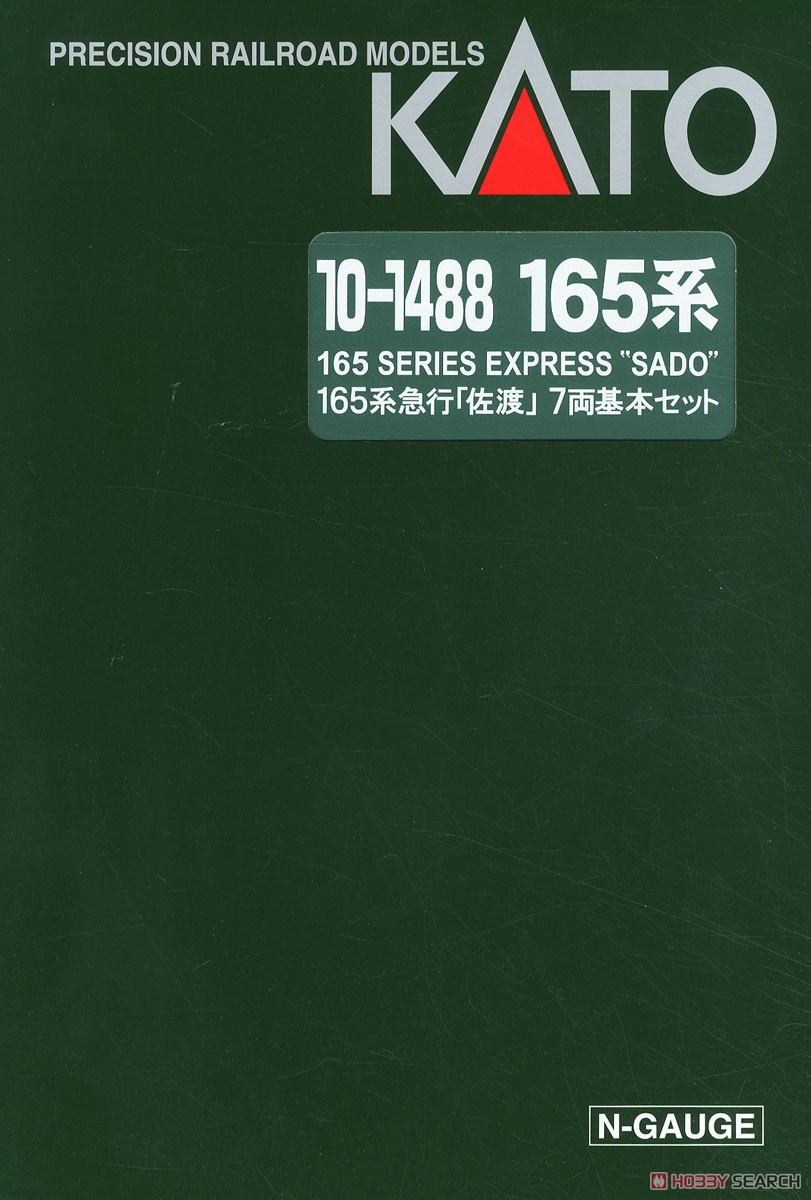 PRECISION RAILROAD MODELS
KATO
10-1488 165系
165 SERIES EXPRESS "SADO"
165系急行「佐渡」 7両基本セット
N-GAUGE
HOBBY SEARCH